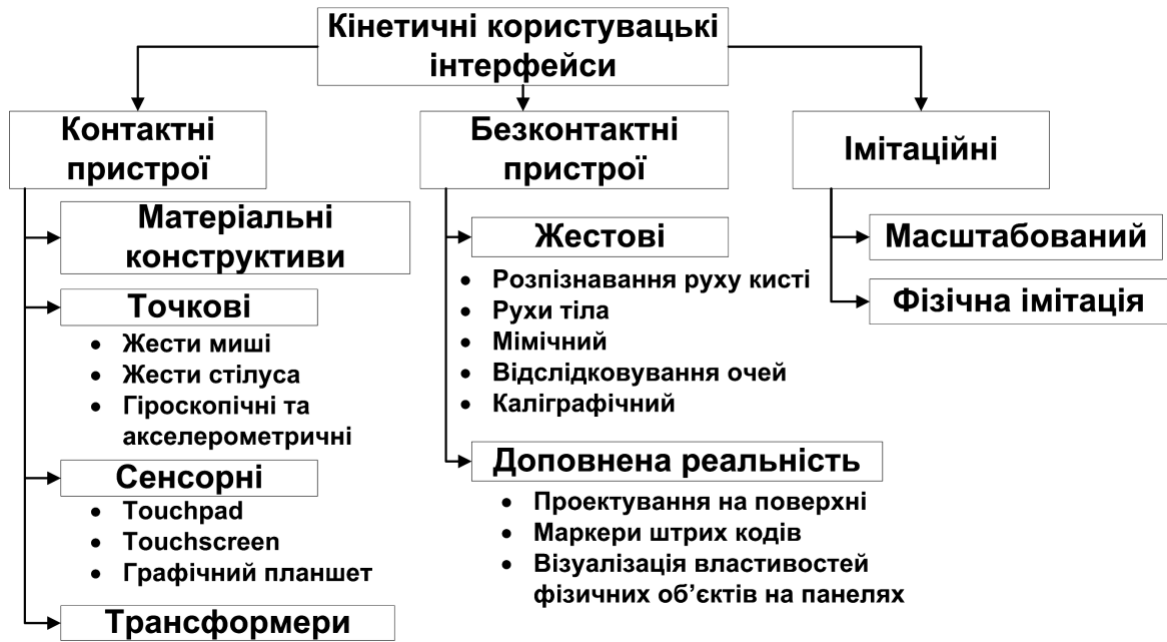 Кінетичні користувацькі
інтерфейси
Контактні
пристрої
Матеріальні
конструктиви
Точкові
• Жести миші
• Жести стілуса
• Гіроскопічні та
акселерометричні
Сенсорні
• Touchpad
• Touchscreen
• Графічний планшет
Трансформери
Безконтактні
пристрої
Жестові
• Розпізнавання руху кисті
• Рухи тіла
• Мімічний
• Відслідковування очей
• Каліграфічний
Доповнена реальність
• Проектування на поверхні
• Маркери штрих кодів
• Візуалізація властивостей
фізичних об’єктів на панелях
Імітаційні
Масштабований
Фізична імітація